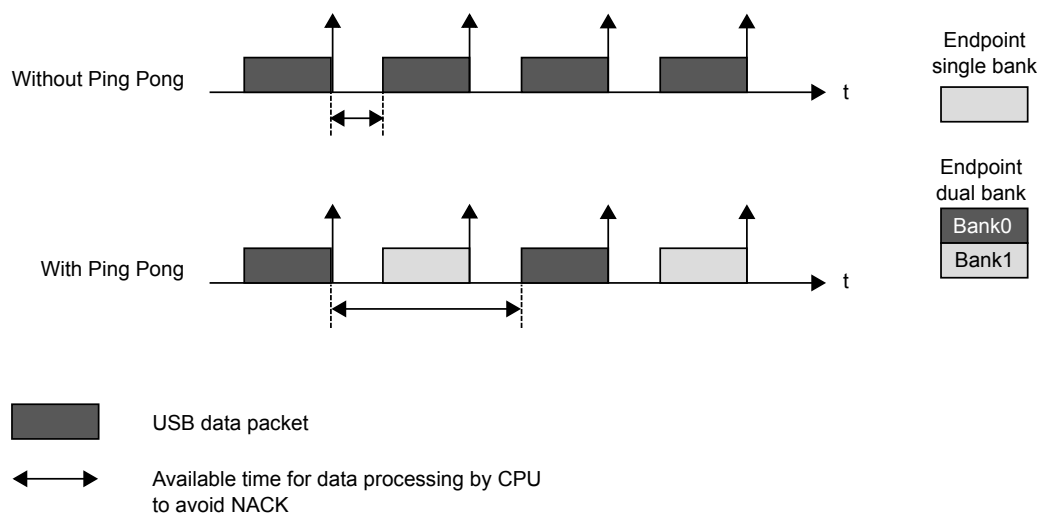 Without Ping Pong
t
Endpoint
single bank
Endpoint
dual bank
Bank0
Bank1
With Ping Pong
t
USB data packet
Available time for data processing by CPU
to avoid NACK